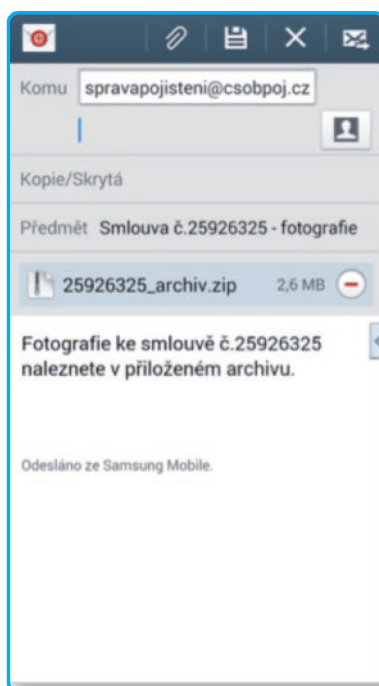 Komu spravapojisteni@csobpoj.cz
Kopie/Skrytá
Předmět Smlouva č.25926325 - fotografie
25926325_archiv.zip 2,6 MB
Fotografie ke smlouvě č.25926325
naleznete v přiloženém archivu.
Odesláno ze Samsung Mobile.